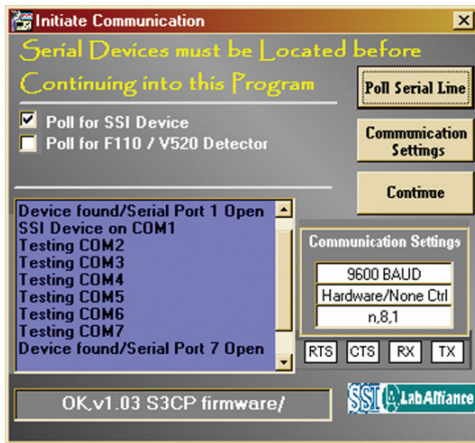 Initiate Communication
Serial Devices must be Located before
Continuing into this Program
Poll Serial Line
Poll for SSI Device
Poll for F110 / V520 Detector
Communication
Settings
Continue
Device found/Serial Port 1 Open
SSI Device on COM1
Testing COM2
Testing COM3
Testing COM4
Testing COM5
Testing COM6
Testing COM7
Device found/Serial Port 7 Open
Communication Settings
9600 BAUD
Hardware/None Ctrl
n,8,1
RTS CTS RX TX
OK,v1.03 S3CP firmware/
SSI LabAlliance